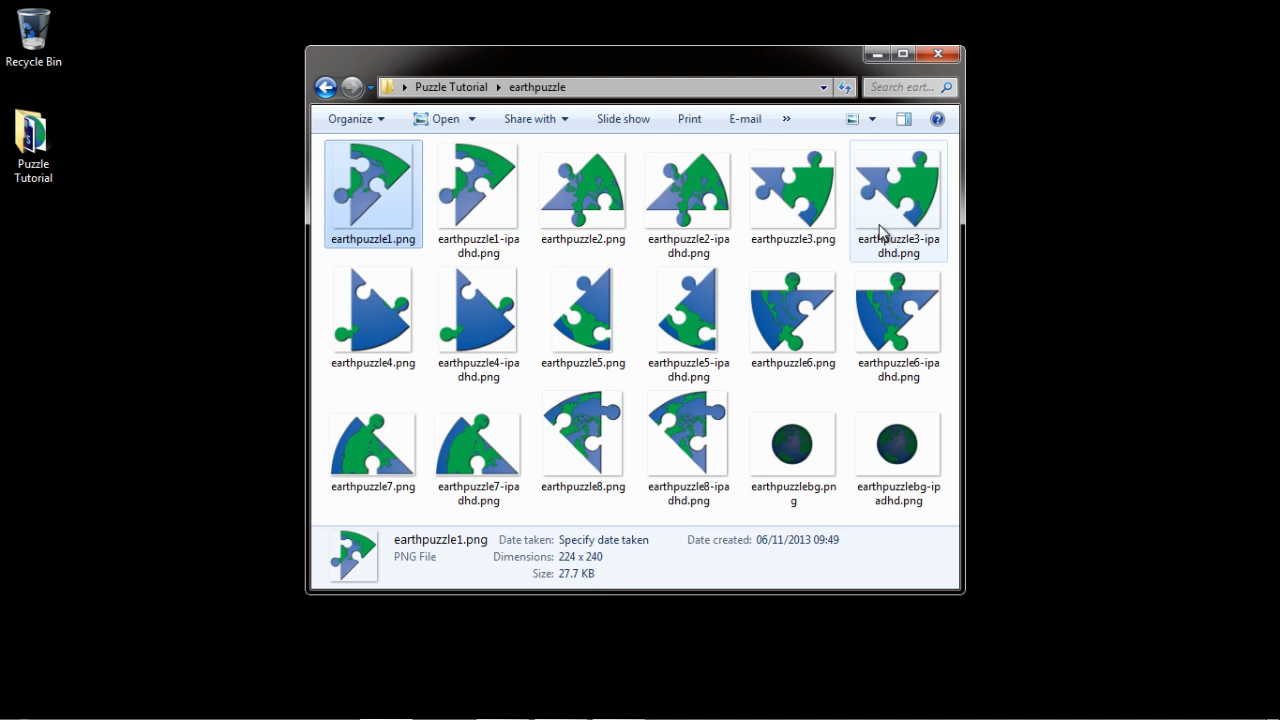 Recycle Bin
Puzzle
Tutorial
Puzzle Tutorial earthpuzzle
Search eart...
Organize Open Share with Slide show Print E-mail »
earthpuzzle1.png
earthpuzzle1-ipa
dhd.png
earthpuzzle2.png
earthpuzzle2-ipa
dhd.png
earthpuzzle3.png
earthpuzzle3-ipa
dhd.png
earthpuzzle4.png
earthpuzzle4-ipa
dhd.png
earthpuzzle5.png
earthpuzzle5-ipa
dhd.png
earthpuzzle6.png
earthpuzzle6-ipa
dhd.png
earthpuzzle7.png
earthpuzzle7-ipa
dhd.png
earthpuzzle8.png
earthpuzzle8-ipa
dhd.png
earthpuzzlebg.pn
g
earthpuzzlebg-ip
adhd.png
earthpuzzle1.png Date taken: Specify date taken Date created: 06/11/2013 09:49
PNG File Dimensions: 224 x 240
Size: 27.7 KB